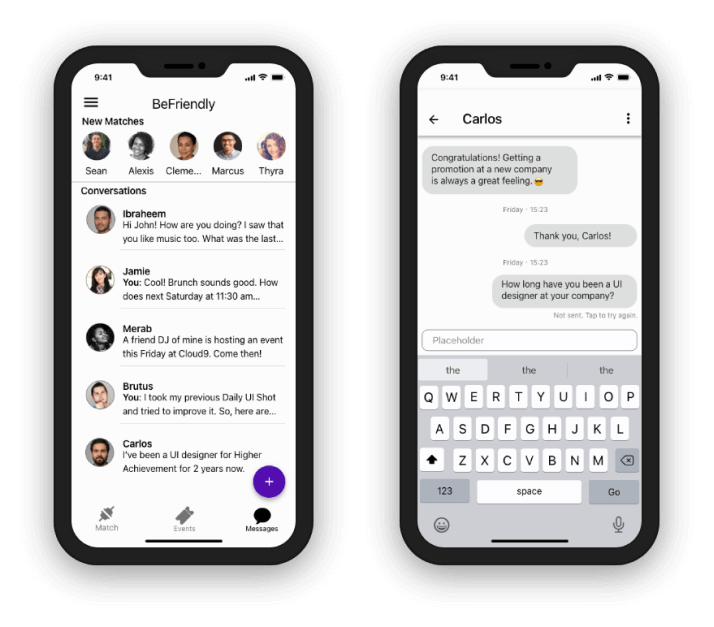 9:41
BeFriendly
New Matches
Sean
Alexis
Cleme...
Marcus
Thyra
Conversations
Ibraheem
Hi John! How are you doing? I saw that
you like music too. What was the last...
Jamie
You: Cool! Brunch sounds good. How
does next Saturday at 11:30 am...
Merab
A friend DJ of mine is hosting an event
this Friday at Cloud9. Come then!
Brutus
You: I took my previous Daily UI Shot
and tried to improve it. So, here are...
Carlos
I've been a UI designer for Higher
Achievement for 2 years now.
+
Match
Events
Messages
9:41
Carlos
Congratulations! Getting a
promotion at a new company
is always a great feeling. 😎
Friday · 15:23
Thank you, Carlos!
Friday · 15:23
How long have you been a UI
designer at your company?
Not sent. Tap to try again.
Placeholder
the the the
Q W E R T Y U I O P
A S D F G H J K L
Z X C V B N M
123 space Go